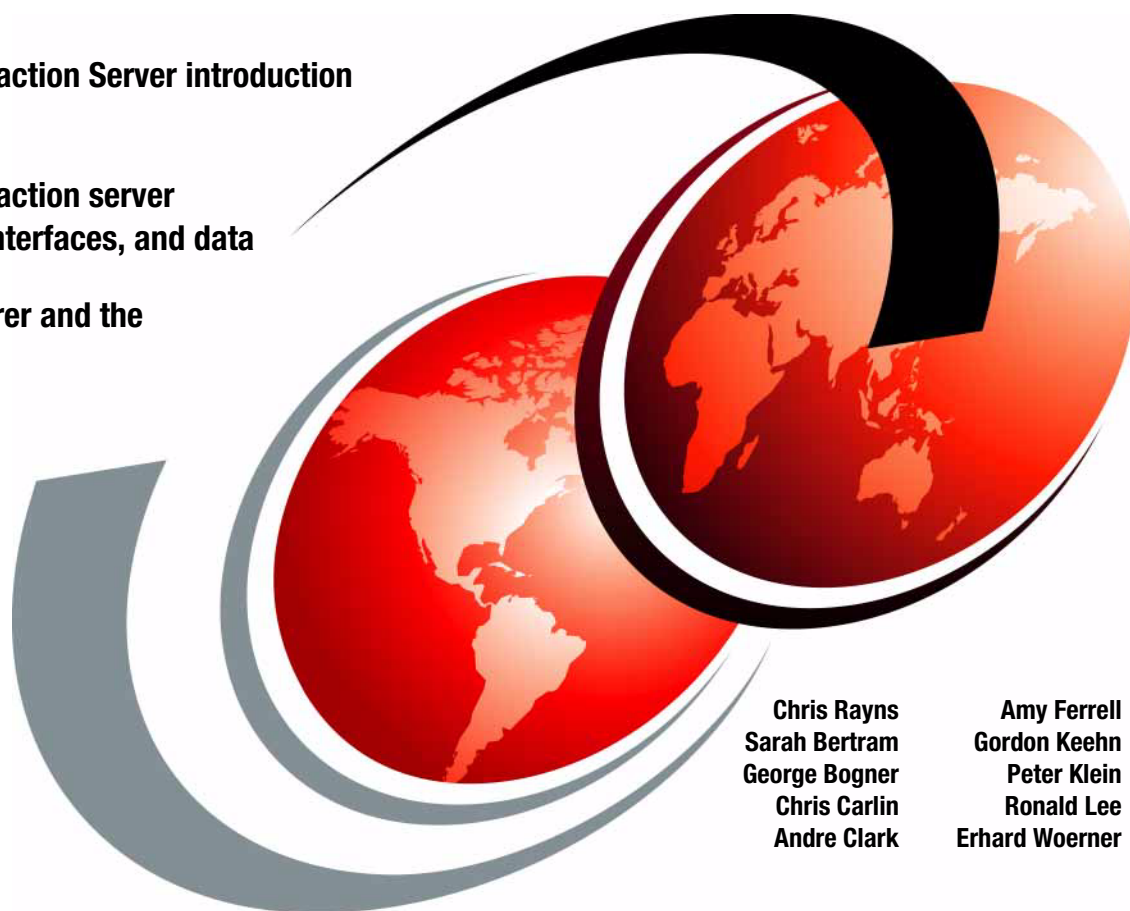 action Server introduction
action server
nterfaces, and data
rer and the
Chris Rayns Amy Ferrell
Sarah Bertram Gordon Keehn
George Bogner Peter Klein
Chris Carlin Ronald Lee
Andre Clark Erhard Woerner